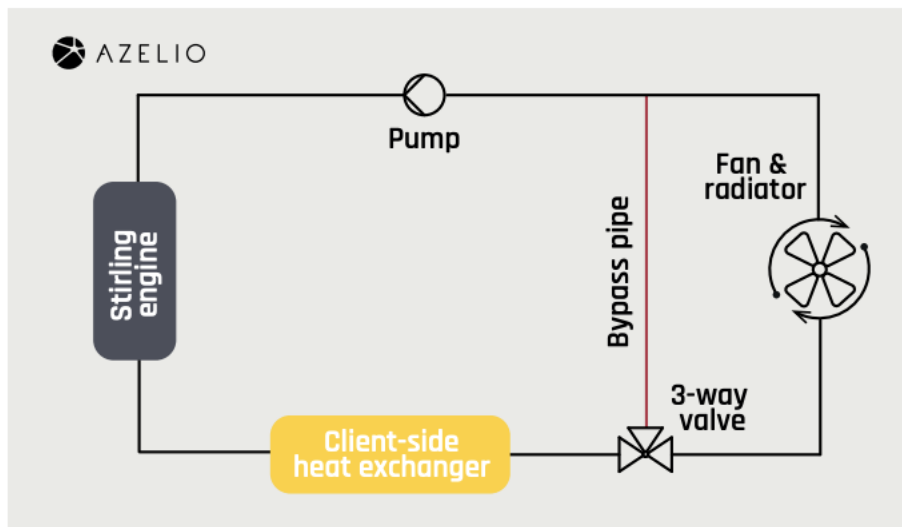 AZELIO
Pump
Fan &
radiator
Stirling
engine
Bypass pipe
3-way
valve
Client-side
heat exchanger